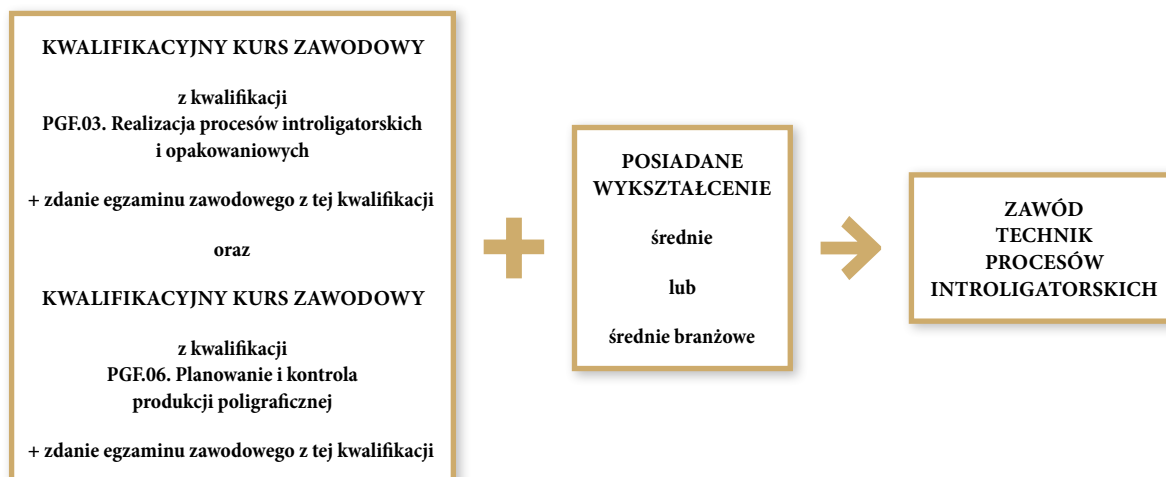 KWALIFIKACYJNY KURS ZAWODOWY
z kwalifikacji
PGF.03. Realizacja procesów introligatorskich
i opakowaniowych
+ zdanie egzaminu zawodowego z tej kwalifikacji
oraz
KWALIFIKACYJNY KURS ZAWODOWY
z kwalifikacji
PGF.06. Planowanie i kontrola
produkcji poligraficznej
+ zdanie egzaminu zawodowego z tej kwalifikacji
POSIADANE
WYKSZTAŁCENIE
średnie
lub
średnie branżowe
ZAWÓD
TECHNIK
PROCESÓW
INTROLIGATORSKICH